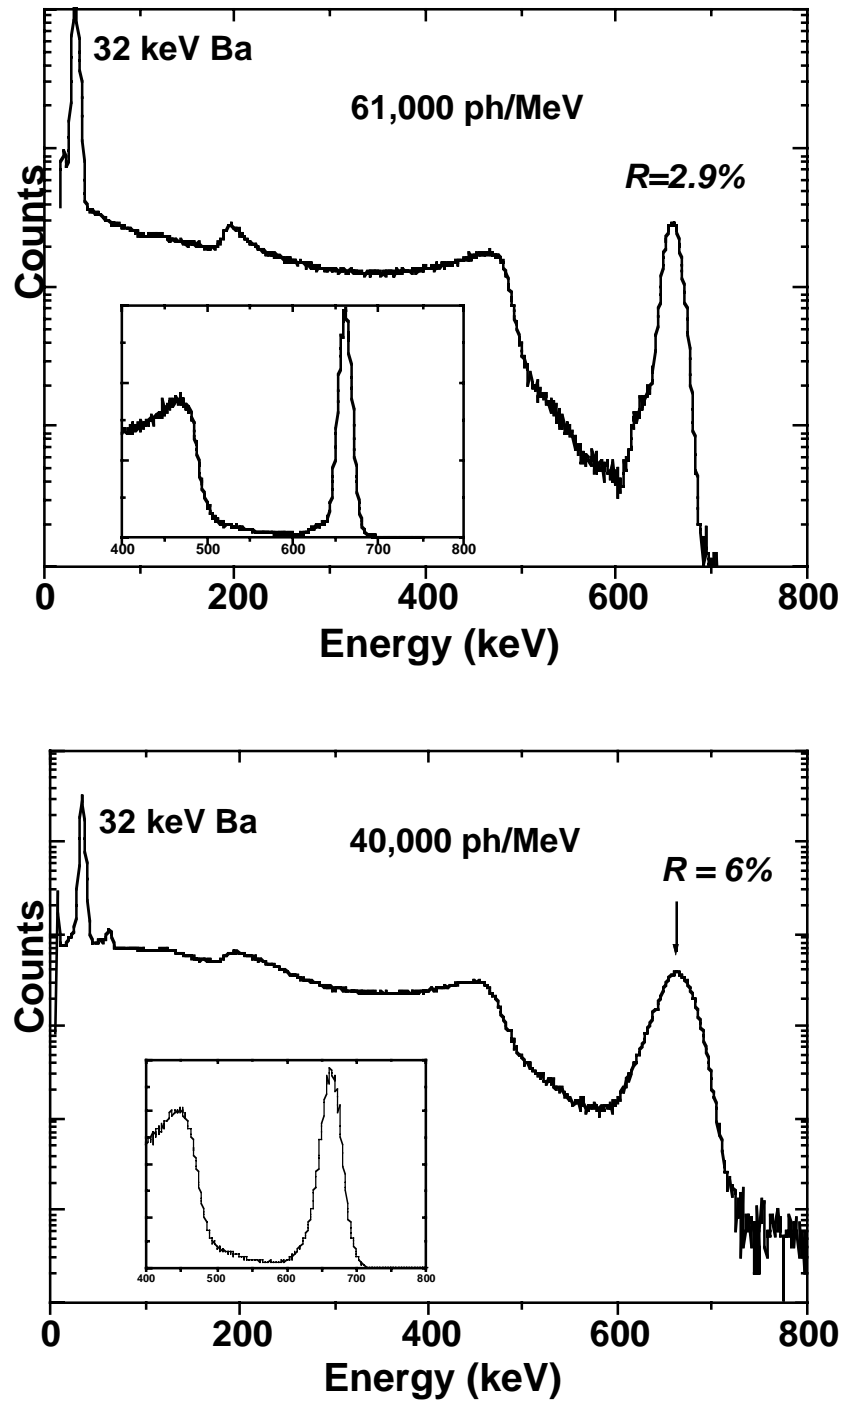 32 keV Ba
61,000 ph/MeV
R=2.9%
Counts
400 500 600 700 800
0 200 400 600 800
Energy (keV)
32 keV Ba
40,000 ph/MeV
R = 6%
Counts
400 500 600 700 800
0 200 400 600 800
Energy (keV)